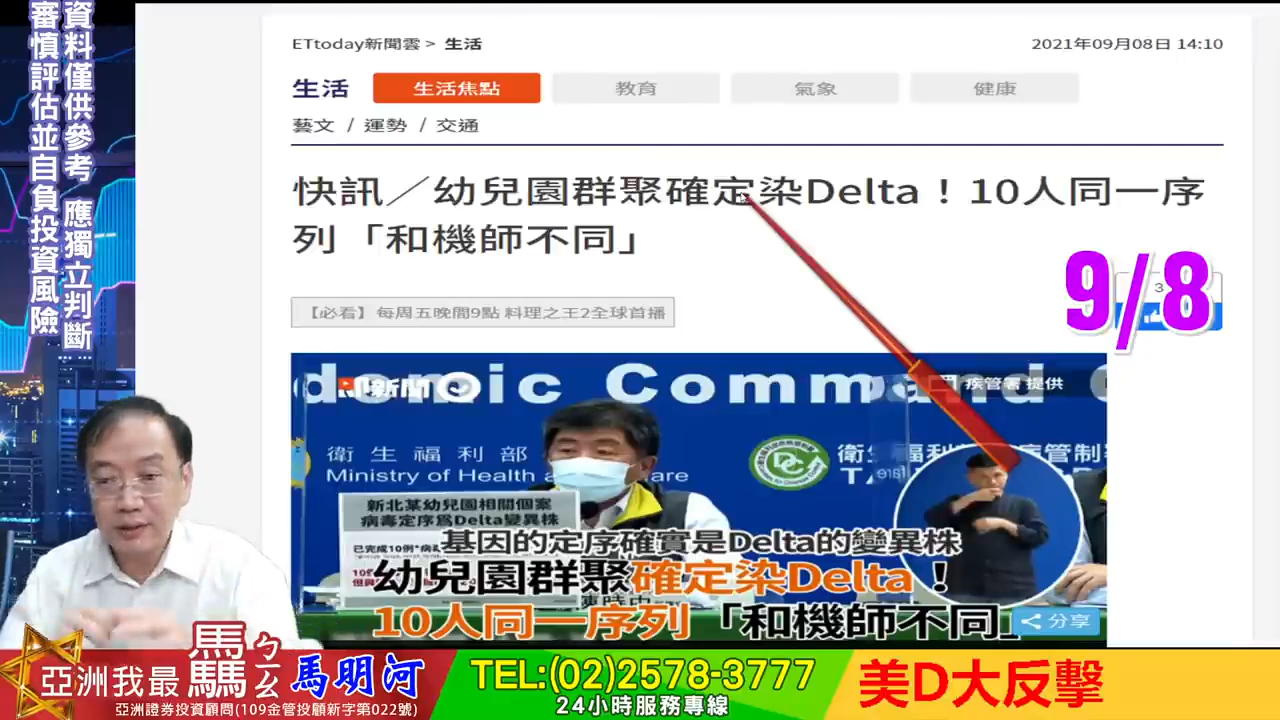 資料僅供參考 應獨立判斷
審慎評估並自負投資風險
ETtoday新聞雲 > 生活
2021年09月08日 14:10
生活
生活焦點
教育
氣象
健康
藝文 / 運勢 / 交通
快訊／幼兒園群聚確定染Delta！10人同一序
列「和機師不同」
9/8
【必看】每周五晚間9點 料理之王2全球首播
demic Command
疾管署 提供
衛生福利部
Ministry of Health a
are
新北某幼兒園相關個案
病毒定序為Delta變異株
基因的定序確實是Delta的變異株
幼兒園群聚確定染Delta！
10人同一序列「和機師不同」
分享
亞洲我最馬驫ㄅㄧㄠ馬明河
亞洲證券投資顧問(109金管投顧新字第022號)
TEL:(02)2578-3777
24小時服務專線
美D大反擊